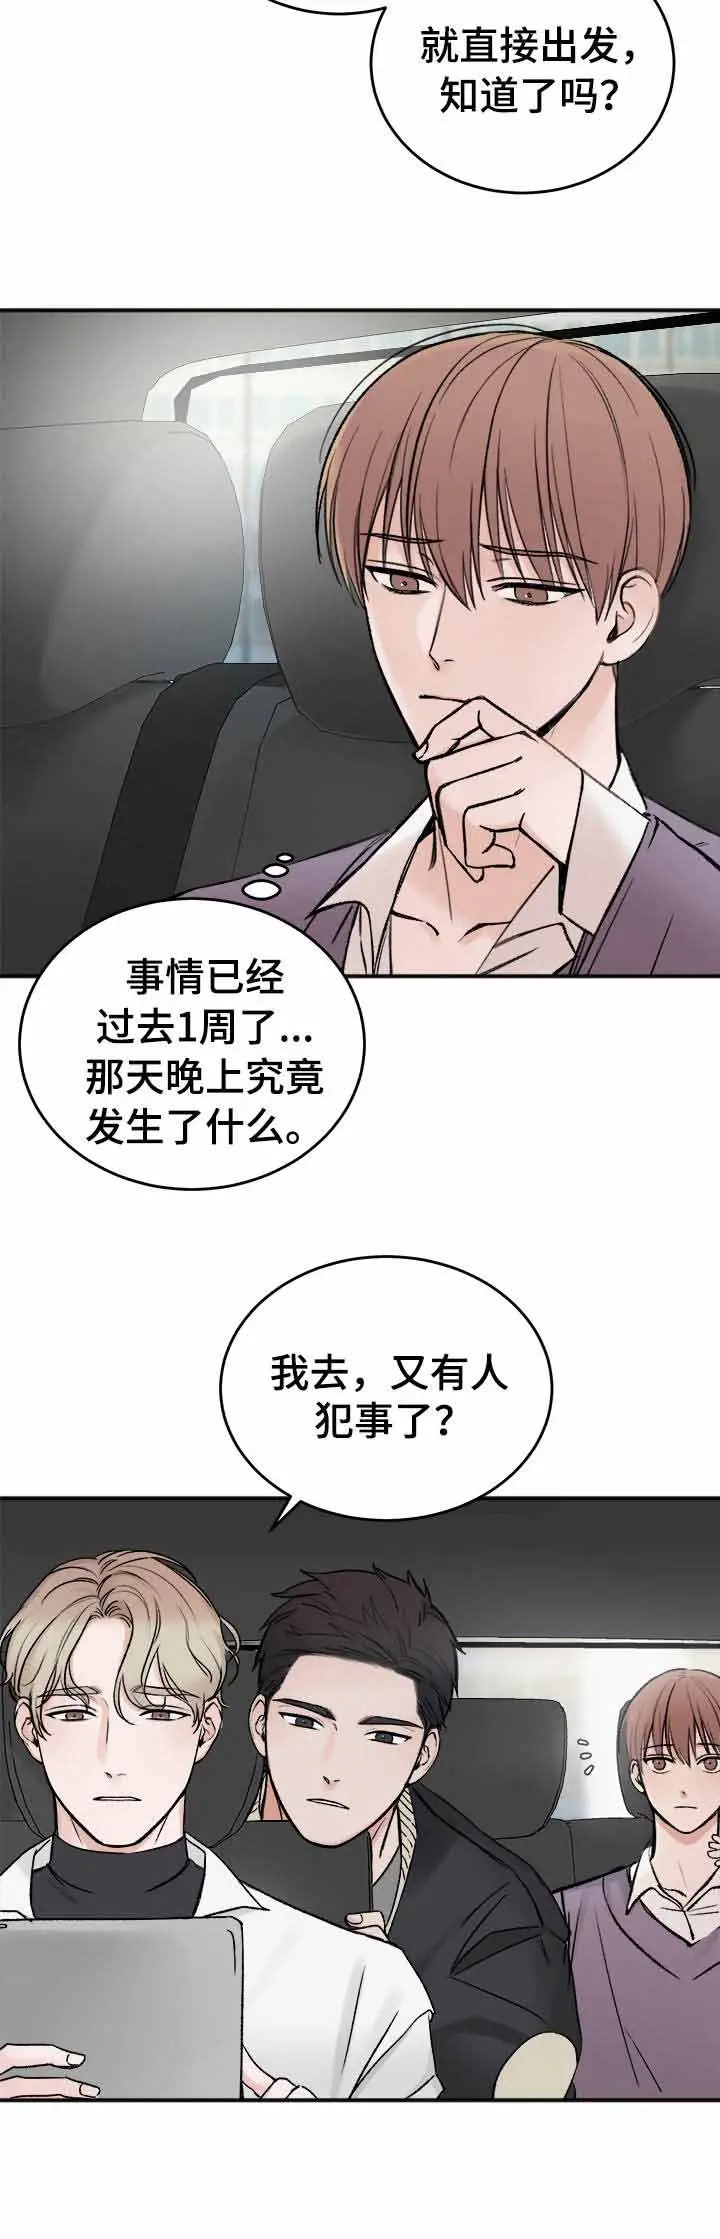 就直接出发，
知道了吗？
事情已经
过去1周了...
那天晚上究竟
发生了什么。
我去，又有人
犯事了？